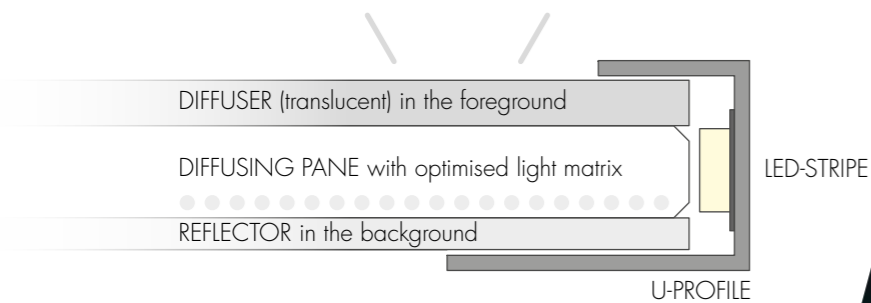 DIFFUSER (translucent) in the foreground
DIFFUSING PANE with optimised light matrix
LED-STRIPE
REFLECTOR in the background
U-PROFILE